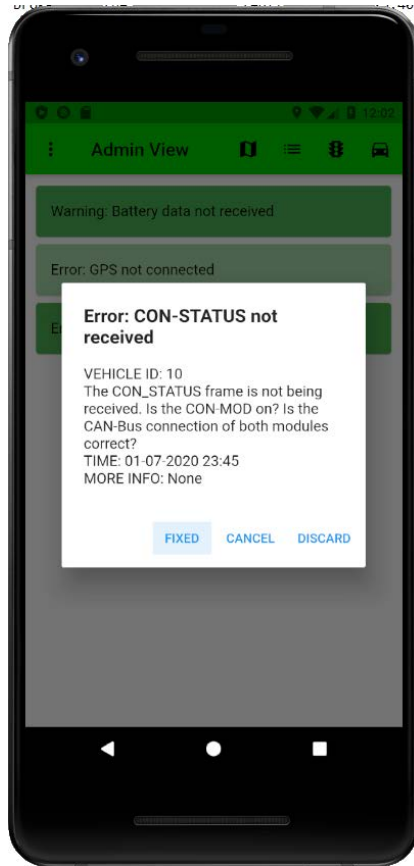 12:02
Admin View
Warning: Battery data not received
Error: GPS not connected
Error: CON-STATUS not
received
VEHICLE ID: 10
The CON_STATUS frame is not being
received. Is the CON-MOD on? Is the
CAN-Bus connection of both modules
correct?
TIME: 01-07-2020 23:45
MORE INFO: None
FIXED CANCEL DISCARD